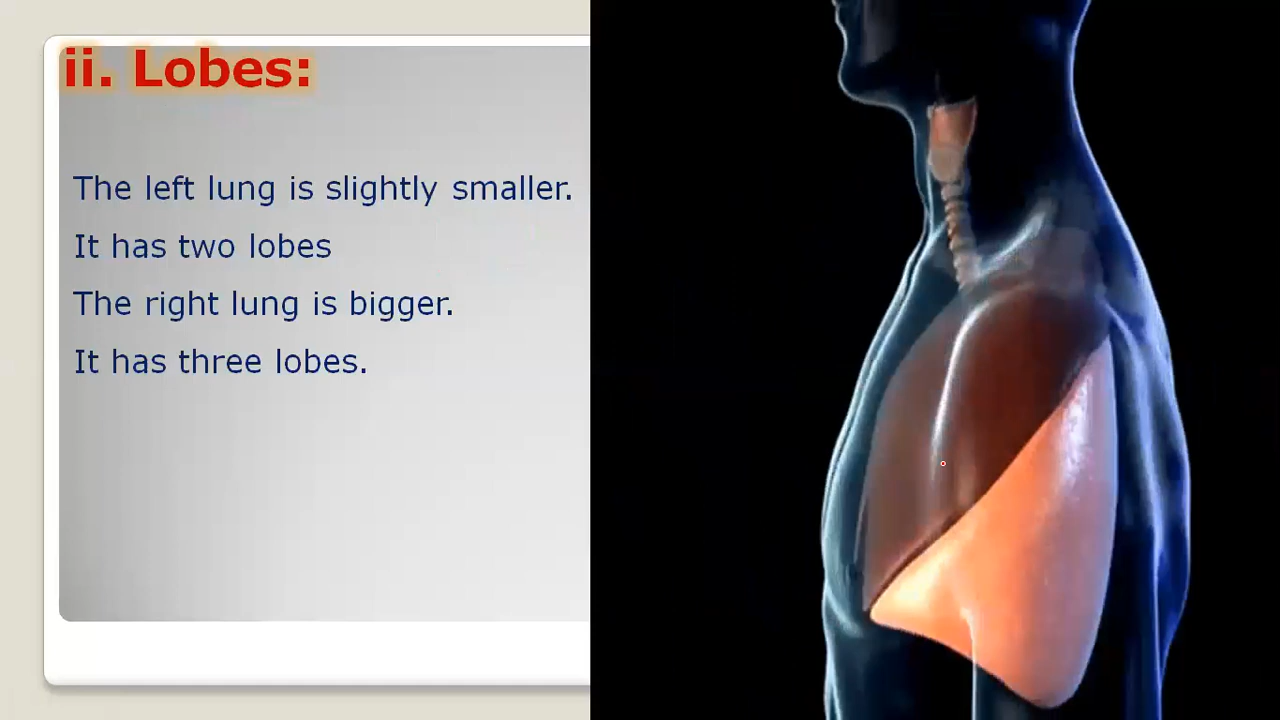 ii. Lobes:
The left lung is slightly smaller.
It has two lobes
The right lung is bigger.
It has three lobes.